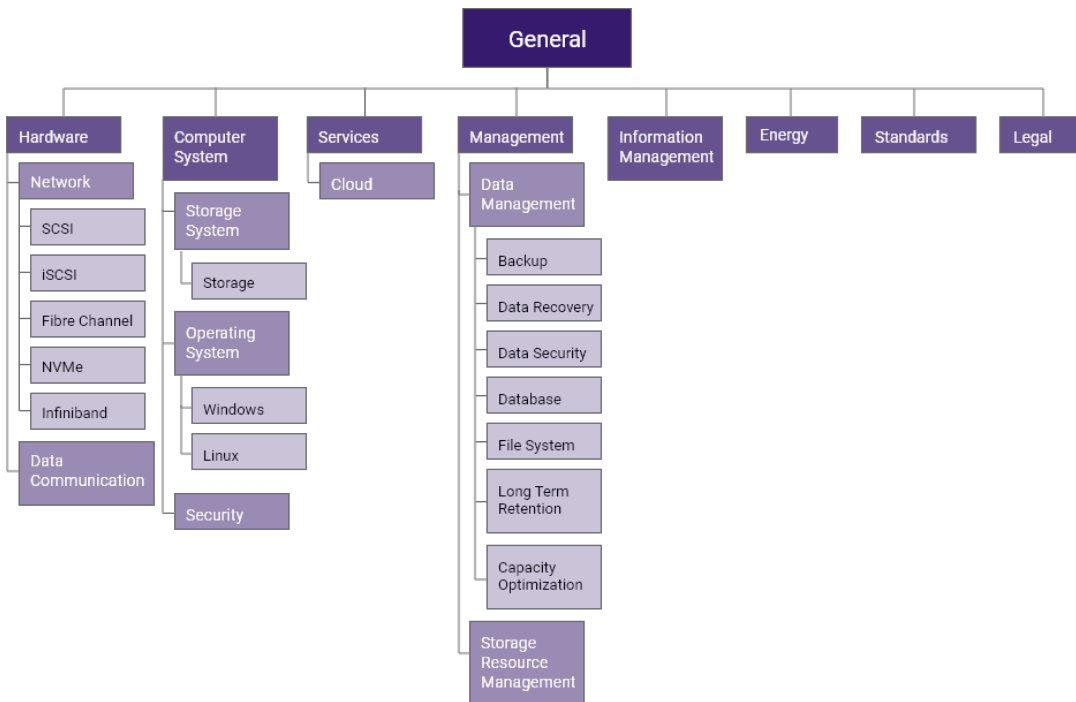 General
Hardware
Network
SCSI
iSCSI
Fibre Channel
NVMe
Infiniband
Data
Communication
Computer
System
Storage
System
Storage
Operating
System
Windows
Linux
Security
Services
Cloud
Management
Data
Management
Backup
Data Recovery
Data Security
Database
File System
Long Term
Retention
Capacity
Optimization
Storage
Resource
Management
Information
Management
Energy
Standards
Legal